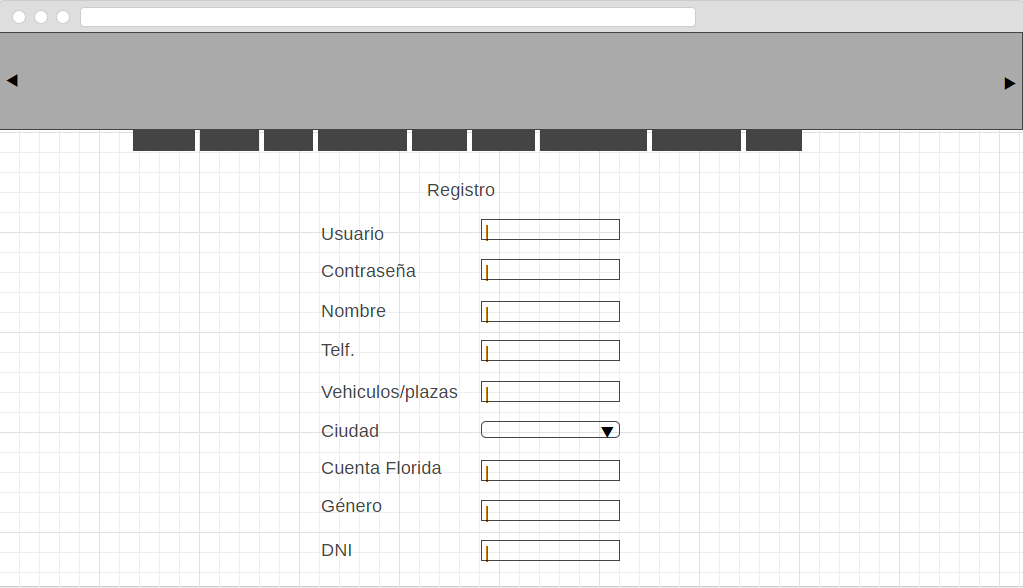 Registro
Usuario
Contraseña
Nombre
Telf.
Vehiculos/plazas
Ciudad
Cuenta Florida
Género
DNI